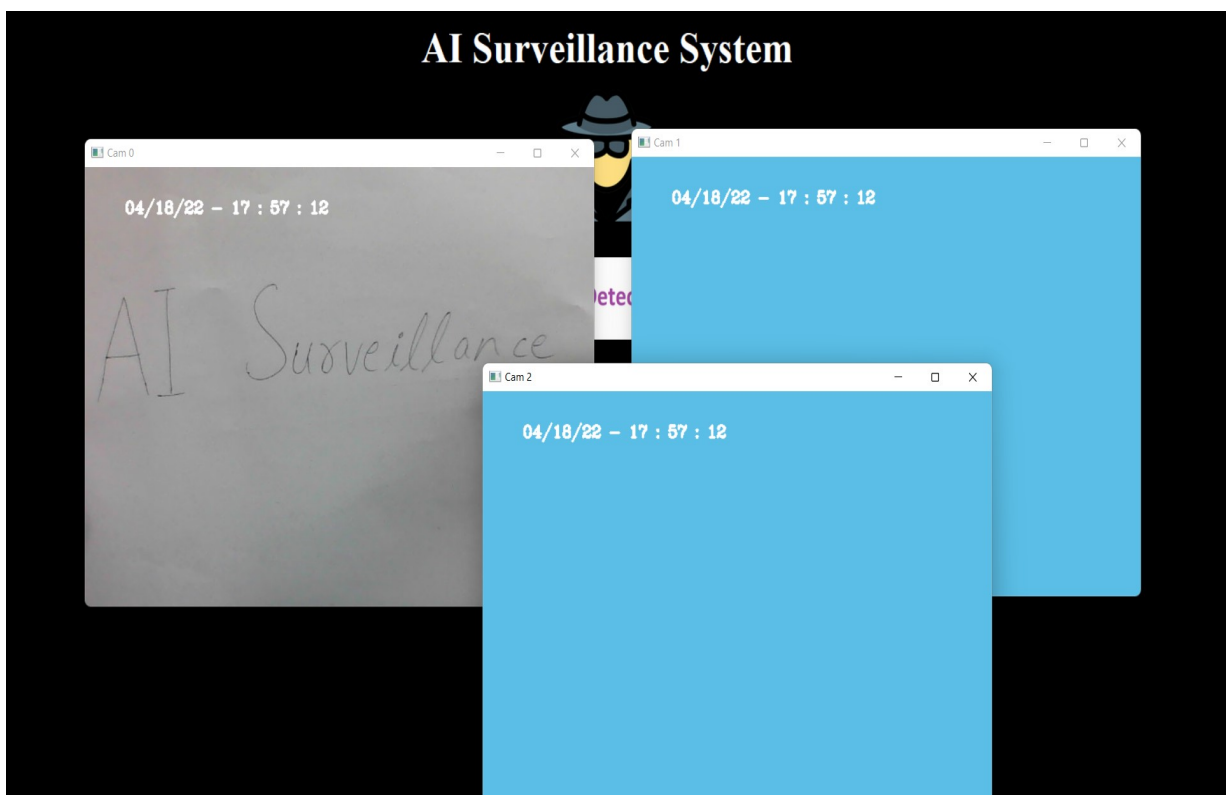 AI Surveillance System
Cam 0
04/18/22 - 17 : 57 : 12
AI Surveillance
Cam 1
04/18/22 - 17 : 57 : 12
Cam 2
04/18/22 - 17 : 57 : 12